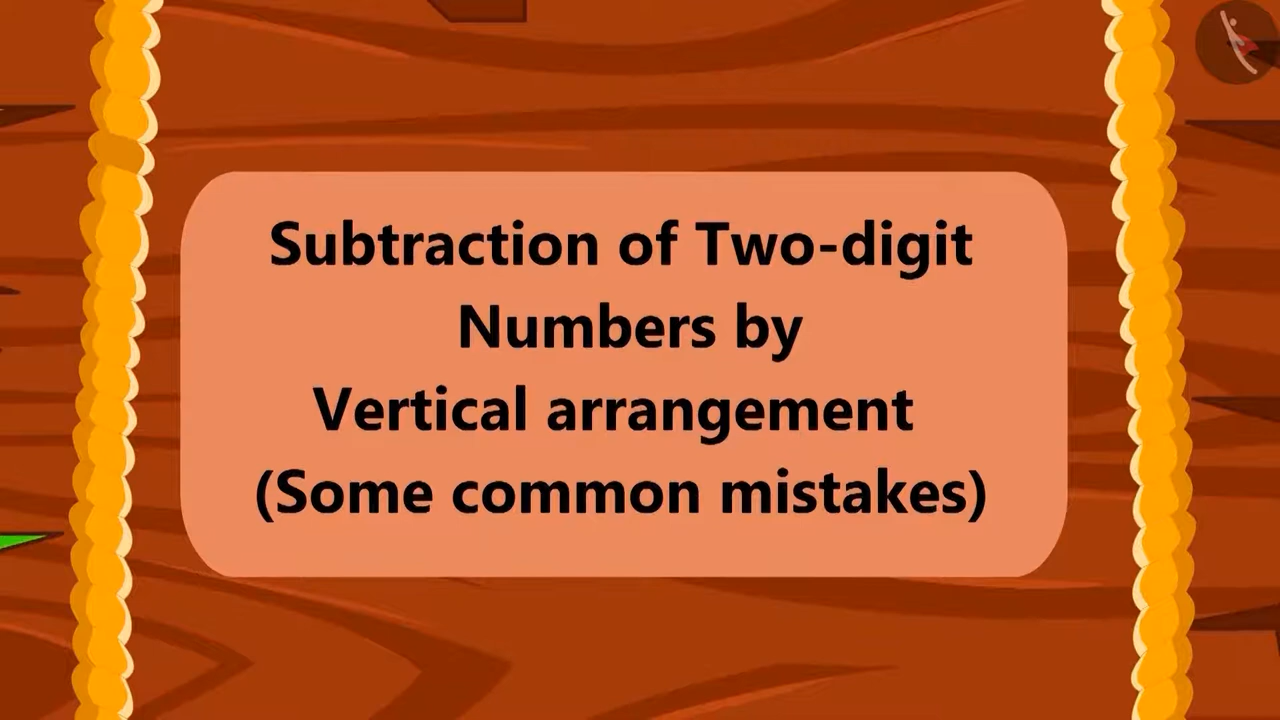 Subtraction of Two-digit
Numbers by
Vertical arrangement
(Some common mistakes)